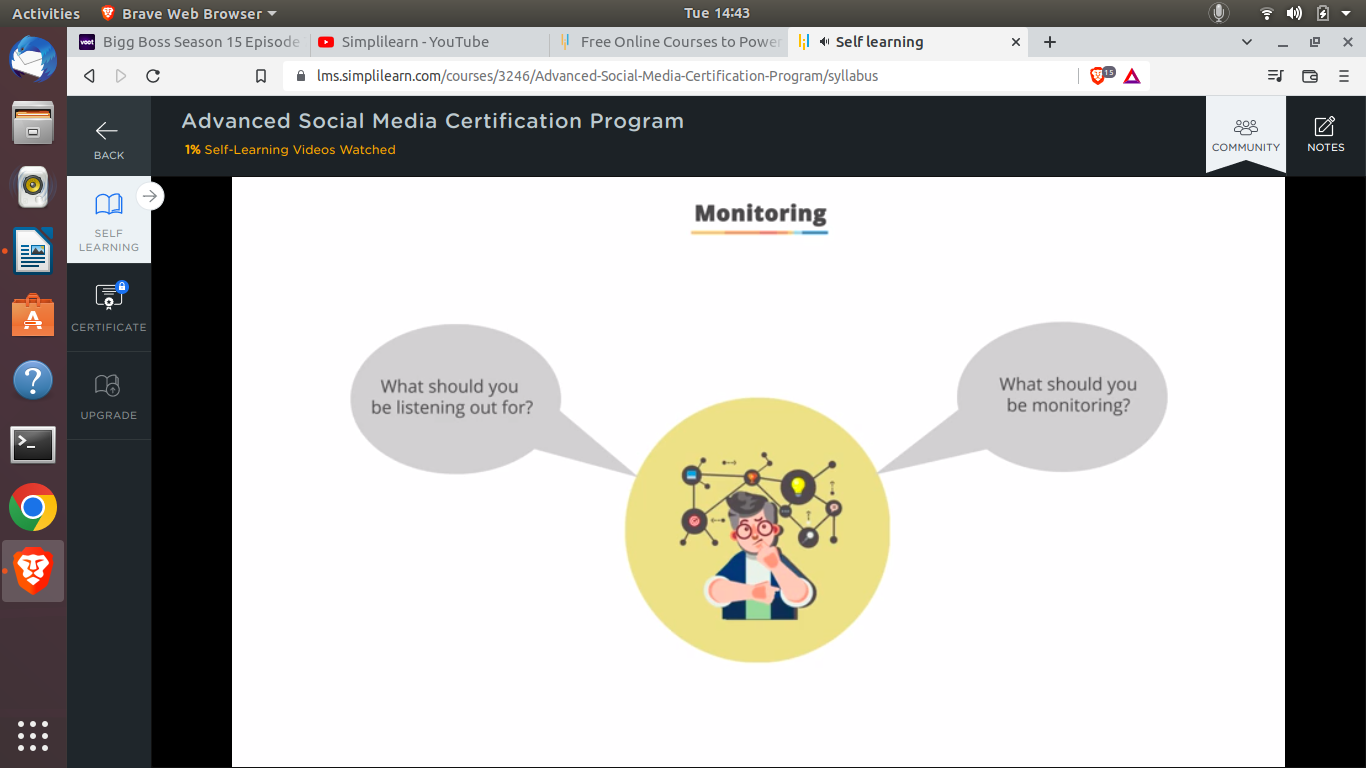 Activities
Brave Web Browser
Tue 14:43
voot
Bigg Boss Season 15 Episode
Simplilearn - YouTube
Free Online Courses to Power
Self learning
lms.simplilearn.com/courses/3246/Advanced-Social-Media-Certification-Program/syllabus
15
BACK
Advanced Social Media Certification Program
1% Self-Learning Videos Watched
COMMUNITY
NOTES
SELF
LEARNING
CERTIFICATE
UPGRADE
Monitoring
What should you
be listening out for?
What should you
be monitoring?